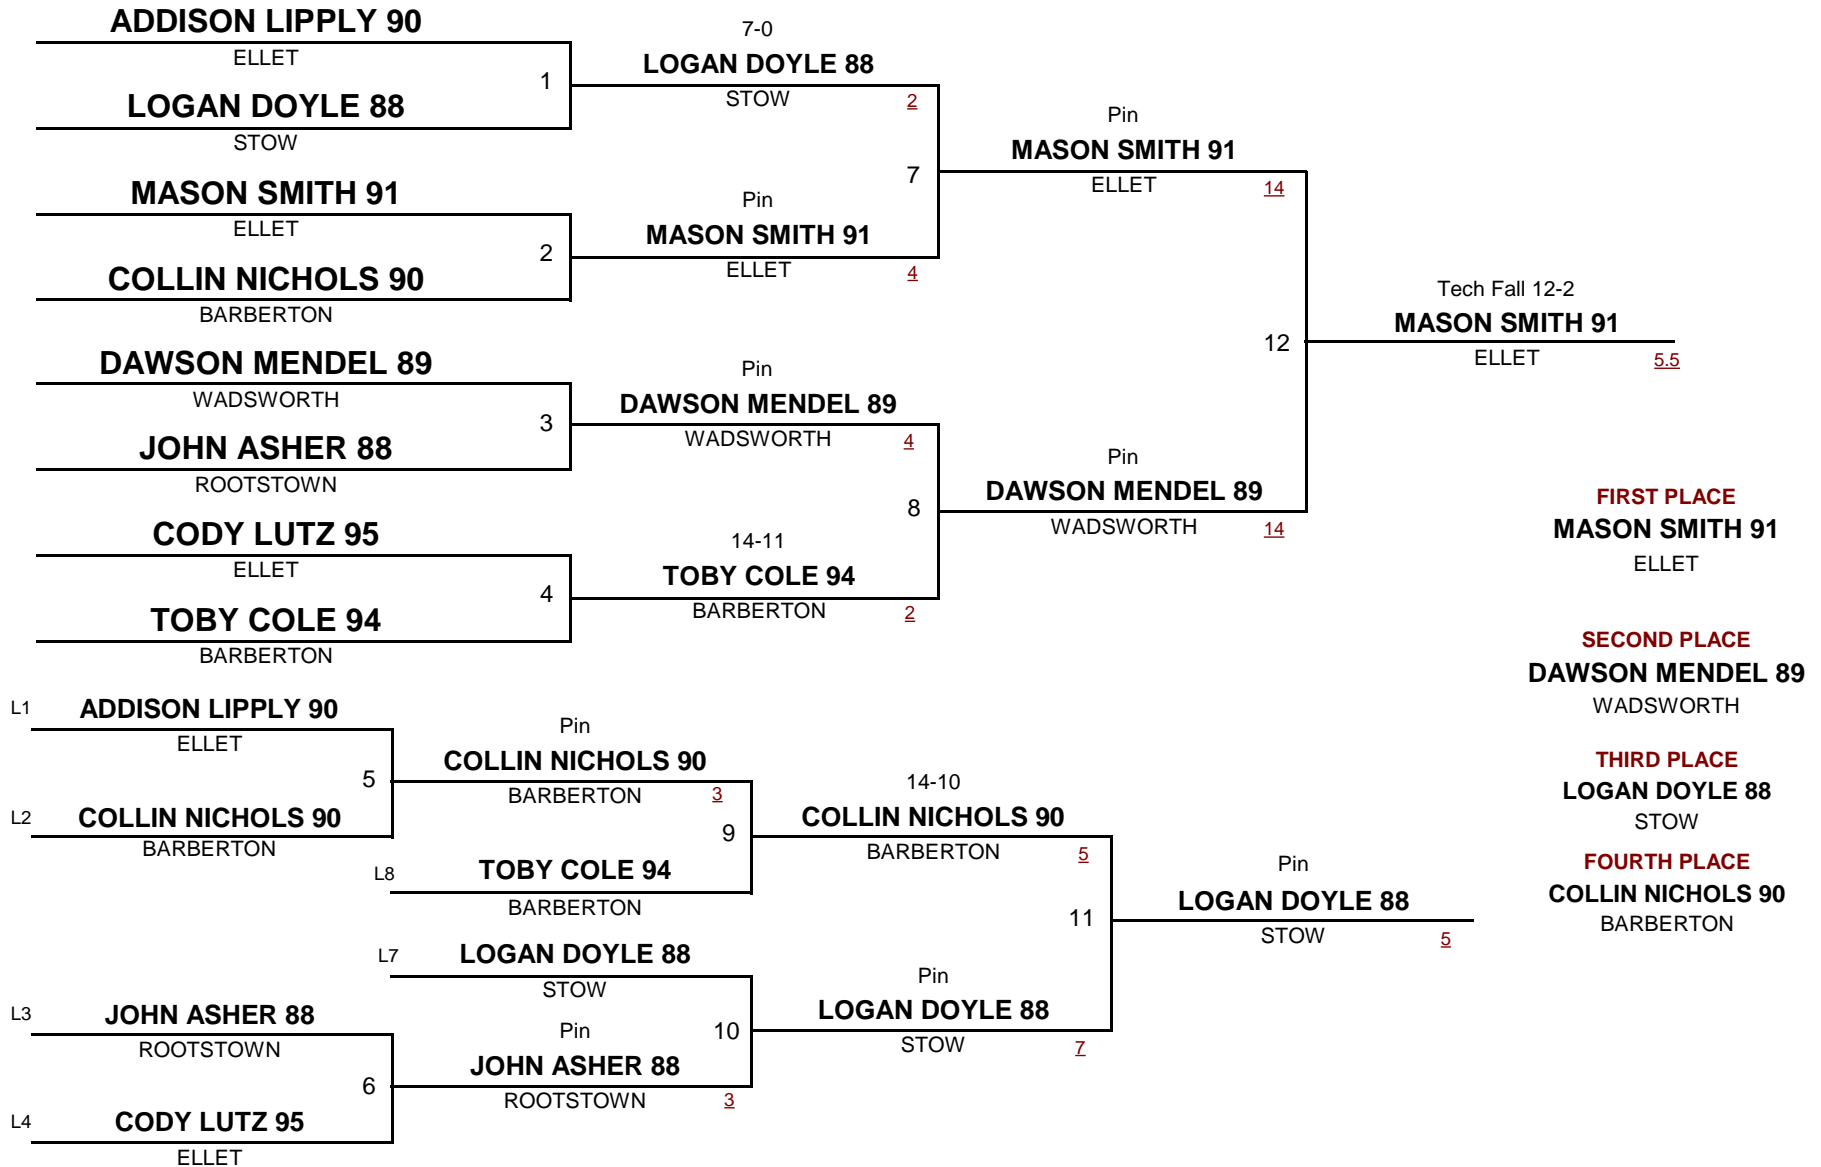 ADDISON LIPPLY 90
ELLET
1
LOGAN DOYLE 88
STOW
7-0
LOGAN DOYLE 88
STOW
2
MASON SMITH 91
ELLET
2
COLLIN NICHOLS 90
BARBERTON
Pin
MASON SMITH 91
ELLET
4
7
Pin
MASON SMITH 91
ELLET
14
DAWSON MENDEL 89
WADSWORTH
3
JOHN ASHER 88
ROOTSTOWN
Pin
DAWSON MENDEL 89
WADSWORTH
4
CODY LUTZ 95
ELLET
4
TOBY COLE 94
BARBERTON
14-11
TOBY COLE 94
BARBERTON
2
8
Pin
DAWSON MENDEL 89
WADSWORTH
14
12
Tech Fall 12-2
MASON SMITH 91
ELLET
5.5
FIRST PLACE
MASON SMITH 91
ELLET
SECOND PLACE
DAWSON MENDEL 89
WADSWORTH
THIRD PLACE
LOGAN DOYLE 88
STOW
FOURTH PLACE
COLLIN NICHOLS 90
BARBERTON
L1
ADDISON LIPPLY 90
ELLET
5
L2
COLLIN NICHOLS 90
BARBERTON
Pin
COLLIN NICHOLS 90
BARBERTON
3
9
L8
TOBY COLE 94
BARBERTON
14-10
COLLIN NICHOLS 90
BARBERTON
5
L7
LOGAN DOYLE 88
STOW
10
L3
JOHN ASHER 88
ROOTSTOWN
6
L4
CODY LUTZ 95
ELLET
Pin
JOHN ASHER 88
ROOTSTOWN
3
Pin
LOGAN DOYLE 88
STOW
7
11
Pin
LOGAN DOYLE 88
STOW
5